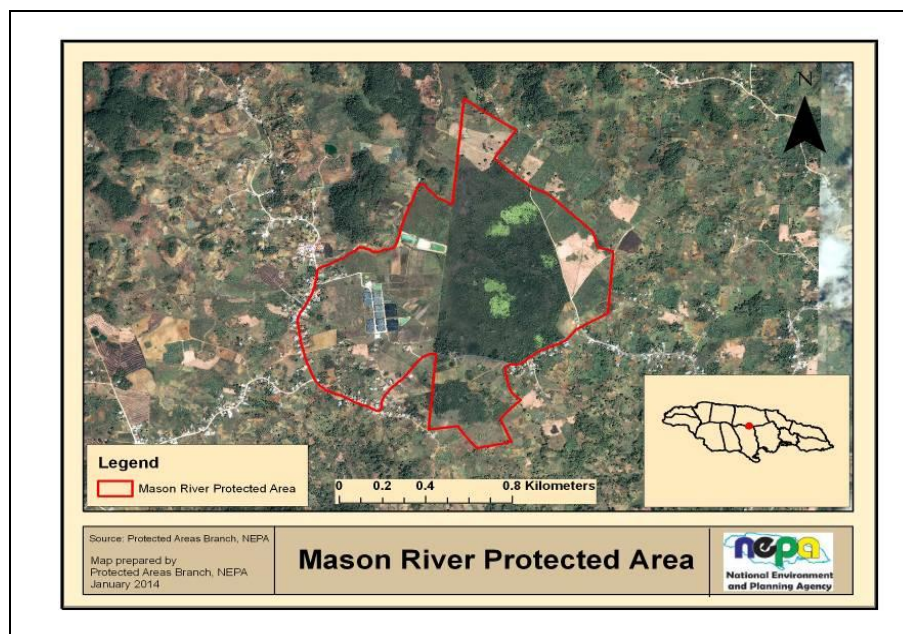 N
Legend
Mason River Protected Area
0 0.2 0.4 0.8 Kilometers
Source: Protected Areas Branch, NEPA
Map prepared by
Protected Areas Branch, NEPA
January 2014
Mason River Protected Area
nepa
National Environment
and Planning Agency